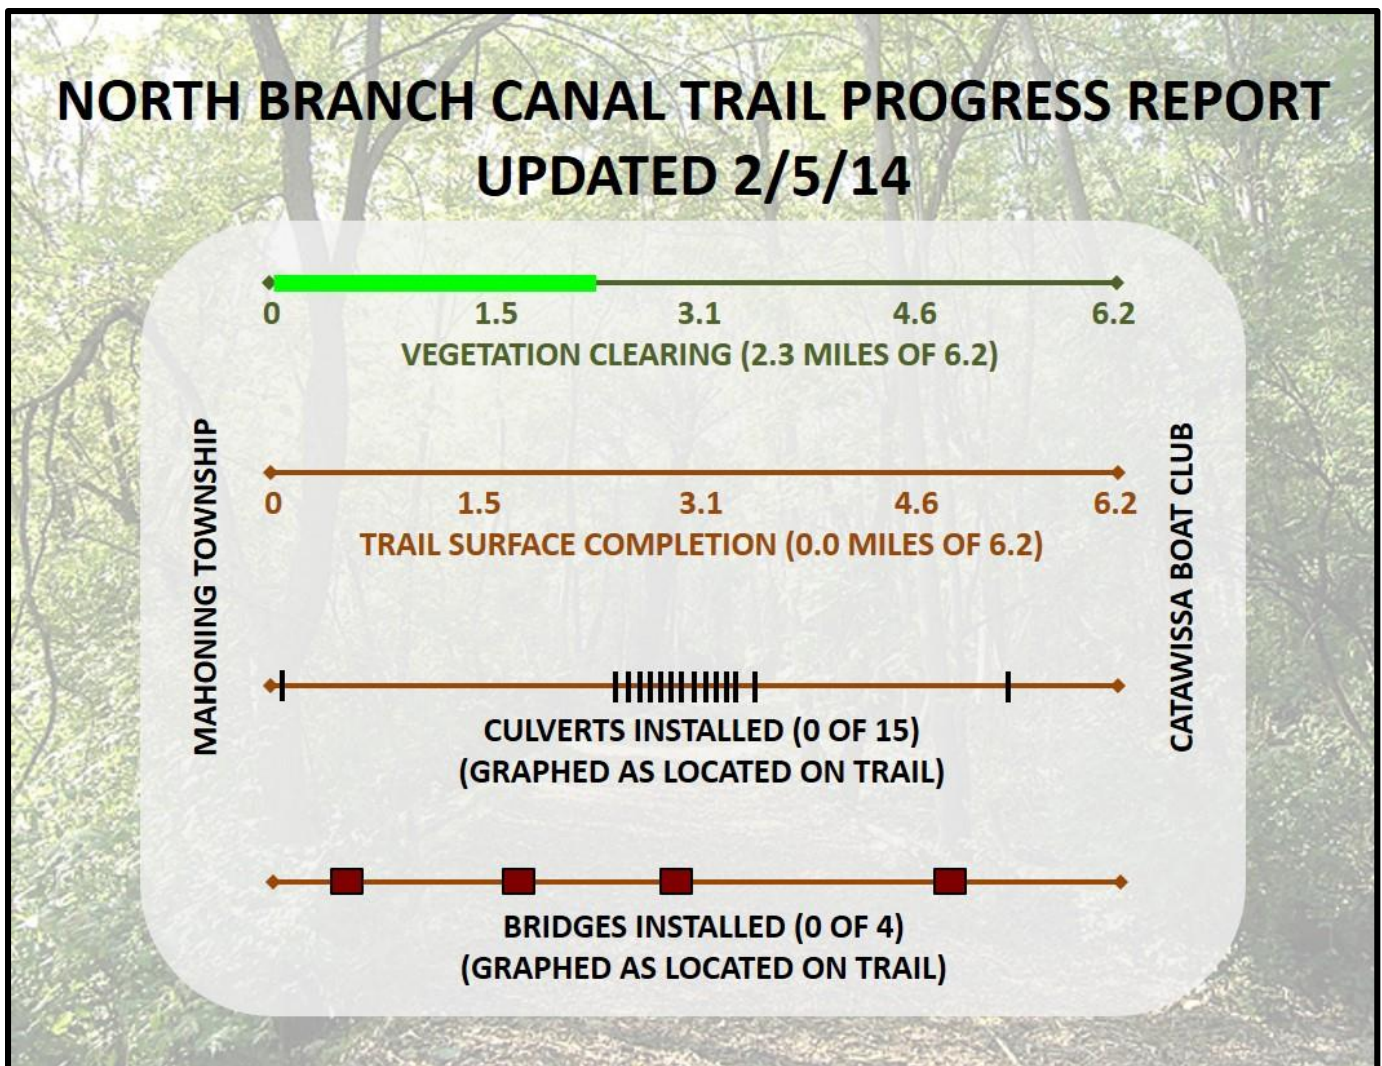 NORTH BRANCH CANAL TRAIL PROGRESS REPORT
UPDATED 2/5/14
0 1.5 3.1 4.6 6.2
VEGETATION CLEARING (2.3 MILES OF 6.2)
MAHONING TOWNSHIP
CATAWISSA BOAT CLUB
0 1.5 3.1 4.6 6.2
TRAIL SURFACE COMPLETION (0.0 MILES OF 6.2)
CULVERTS INSTALLED (0 OF 15)
(GRAPHED AS LOCATED ON TRAIL)
BRIDGES INSTALLED (0 OF 4)
(GRAPHED AS LOCATED ON TRAIL)